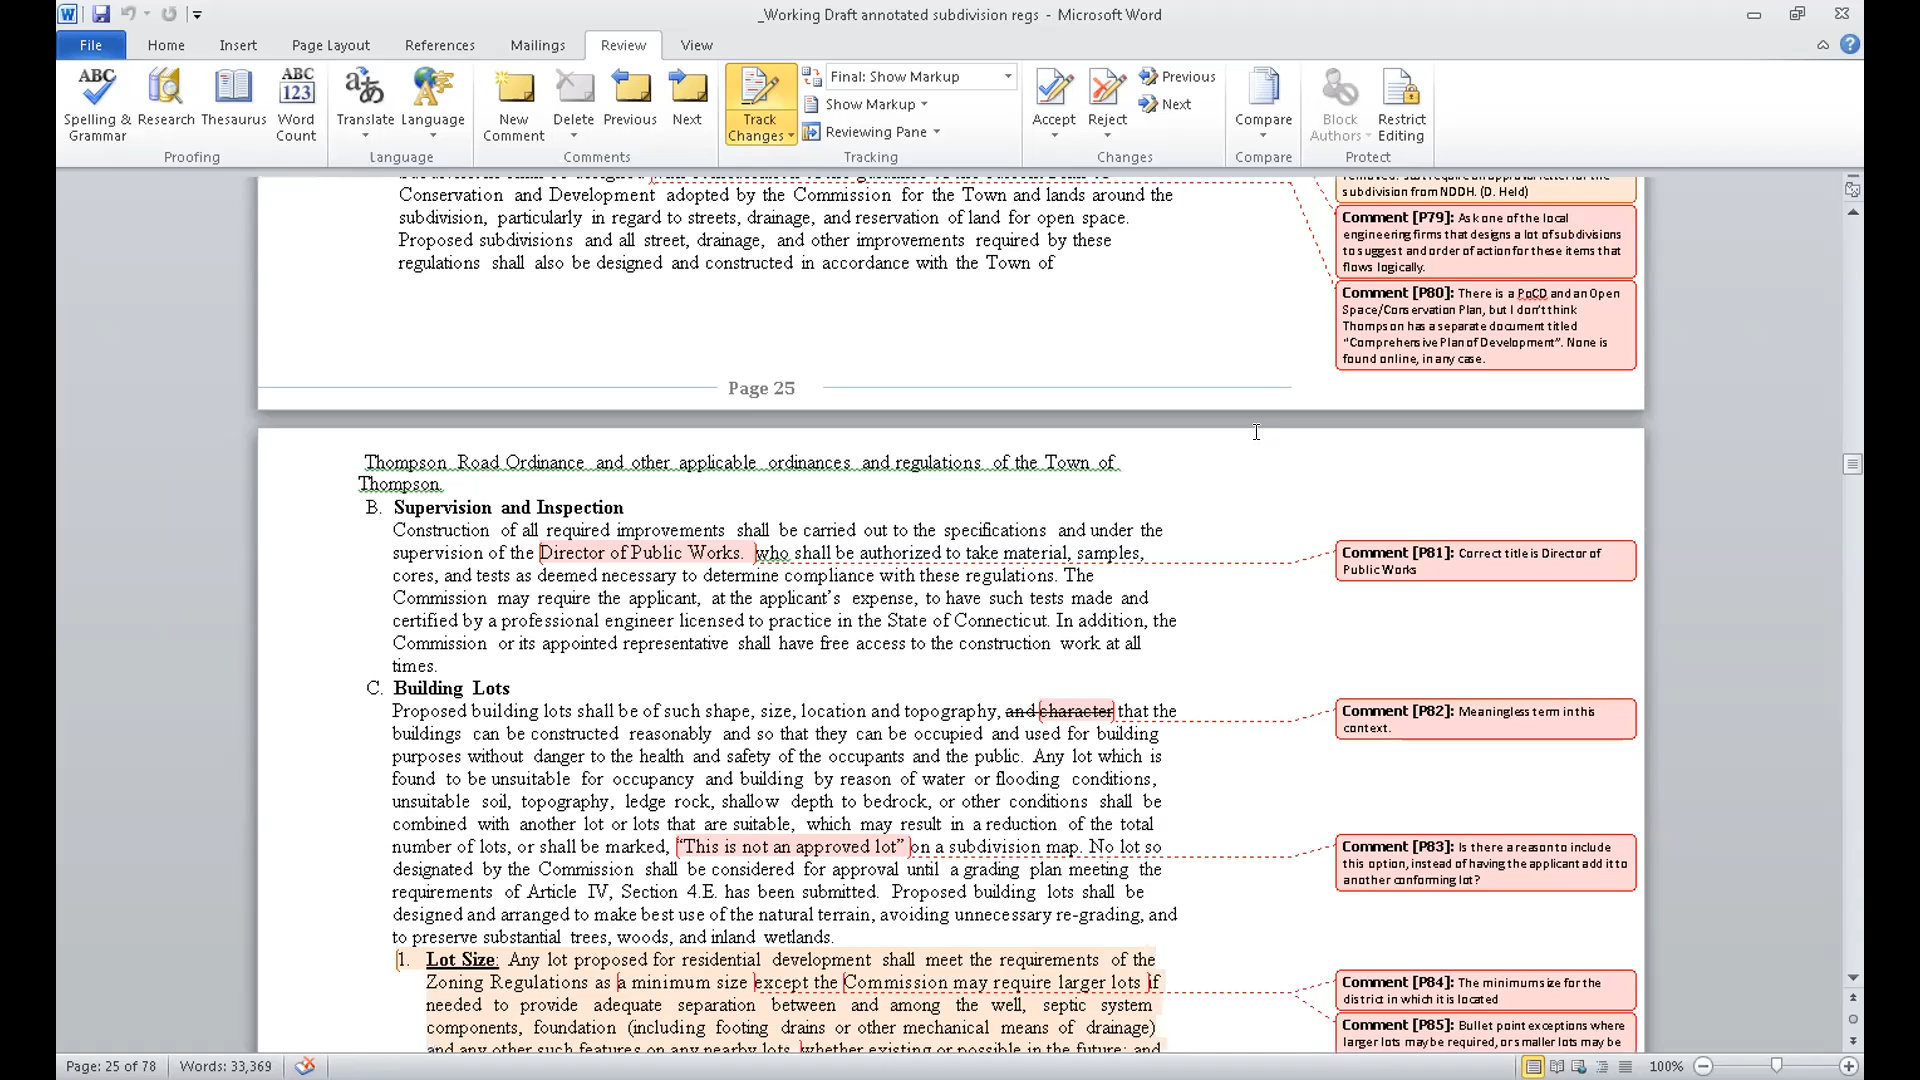 _Working Draft annotated subdivision regs - Microsoft Word
File Home Insert Page Layout References Mailings Review View
ABC ABC 123
Spelling & Grammar Research Thesaurus Word Count Translate Language New Comment Delete Previous Next Track Changes Final: Show Markup Show Markup Reviewing Pane Accept Reject Previous Next Compare Block Authors Restrict Editing
Proofing Language Comments Tracking Changes Compare Protect
Conservation and Development adopted by the Commission for the Town and lands around the
subdivision, particularly in regard to streets, drainage, and reservation of land for open space.
Proposed subdivisions and all street, drainage, and other improvements required by these
regulations shall also be designed and constructed in accordance with the Town of
subdivision from NDDH. (D. Held)
Comment [P79]: Ask one of the local
engineering firms that designs a lot of subdivisions
to suggest and order of action for these items that
flows logically.
Comment [P80]: There is a PoCD and an Open
Space/Conservation Plan, but I don't think
Thompson has a separate document titled
"Comprehensive Plan of Development". None is
found online, in any case.
Page 25
Thompson Road Ordinance and other applicable ordinances and regulations of the Town of
Thompson.
B. Supervision and Inspection
Construction of all required improvements shall be carried out to the specifications and under the
supervision of the Director of Public Works. who shall be authorized to take material, samples,
cores, and tests as deemed necessary to determine compliance with these regulations. The
Commission may require the applicant, at the applicant's expense, to have such tests made and
certified by a professional engineer licensed to practice in the State of Connecticut. In addition, the
Commission or its appointed representative shall have free access to the construction work at all
times.
Comment [P81]: Correct title is Director of
Public Works
C. Building Lots
Proposed building lots shall be of such shape, size, location and topography, and character that the
buildings can be constructed reasonably and so that they can be occupied and used for building
purposes without danger to the health and safety of the occupants and the public. Any lot which is
found to be unsuitable for occupancy and building by reason of water or flooding conditions,
unsuitable soil, topography, ledge rock, shallow depth to bedrock, or other conditions shall be
combined with another lot or lots that are suitable, which may result in a reduction of the total
number of lots, or shall be marked, "This is not an approved lot" on a subdivision map. No lot so
designated by the Commission shall be considered for approval until a grading plan meeting the
requirements of Article IV, Section 4.E. has been submitted. Proposed building lots shall be
designed and arranged to make best use of the natural terrain, avoiding unnecessary re-grading, and
to preserve substantial trees, woods, and inland wetlands.
Comment [P82]: Meaningless term in this
context.
Comment [P83]: Is there a reason to include
this option, instead of having the applicant add it to
another conforming lot?
1. Lot Size: Any lot proposed for residential development shall meet the requirements of the
Zoning Regulations as a minimum size except the Commission may require larger lots if
needed to provide adequate separation between and among the well, septic system
components, foundation (including footing drains or other mechanical means of drainage)
and any other such features on any nearby lots, whether existing or possible in the future; and
Comment [P84]: The minimum size for the
district in which it is located
Comment [P85]: Bullet point exceptions where
larger lots may be required, or smaller lots may be
Page: 25 of 78 Words: 33,369 100%